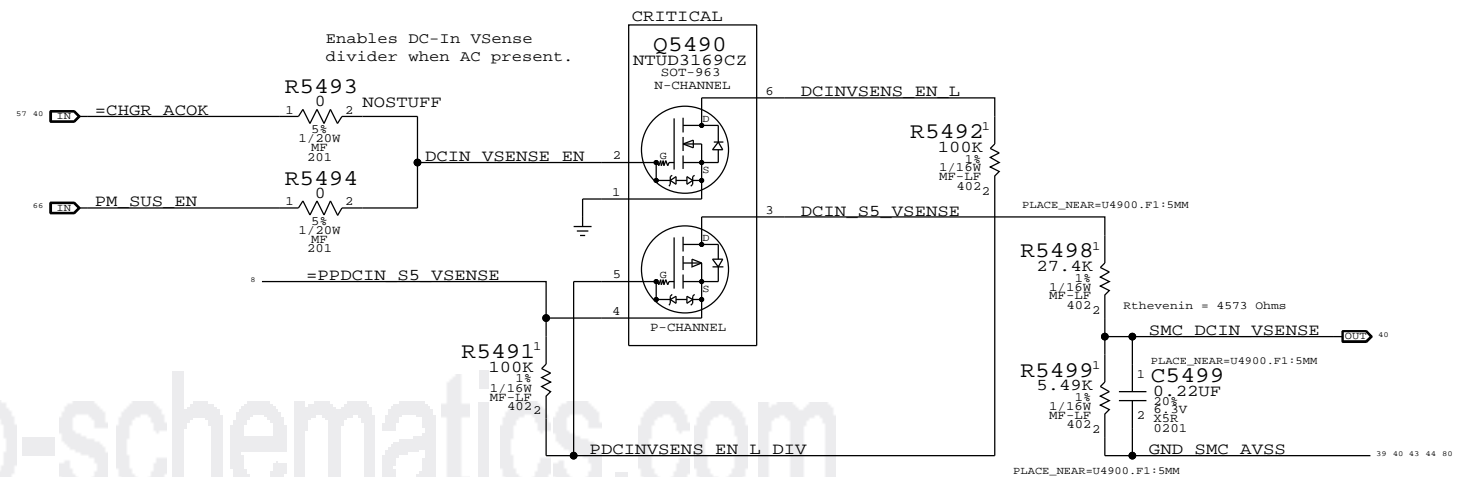 CRITICAL
Enables DC-In VSense
divider when AC present.
Q5490
NTUD3169CZ
SOT-963
N-CHANNEL
R5493
0
1 2
NOSTUFF
5%
1/20W
MF
201
57 40 IN =CHGR_ACOK
6 DCINVSENS_EN_L
D
G
S
R5492
100K
1%
1/16W
MF-LF
402
1
2
DCIN_VSENSE_EN 2
R5494
0
1 2
5%
1/20W
MF
201
66 IN PM_SUS_EN
1
3 DCIN_S5_VSENSE
PLACE_NEAR=U4900.F1:5MM
D
G
S
8 =PPDCIN_S5_VSENSE
5
4
P-CHANNEL
R5498
27.4K
1%
1/16W
MF-LF
402
1
2
Rthevenin = 4573 Ohms
SMC_DCIN_VSENSE OUT 40
R5491
100K
1%
1/16W
MF-LF
402
1
2
R5499
5.49K
1%
1/16W
MF-LF
402
1
2
PLACE_NEAR=U4900.F1:5MM
1 C5499
0.22UF
20%
6.3V
2 X5R
0201
PDCINVSENS_EN_L_DIV
GND_SMC_AVSS 39 40 43 44 80
PLACE_NEAR=U4900.F1:5MM
-schematics.com